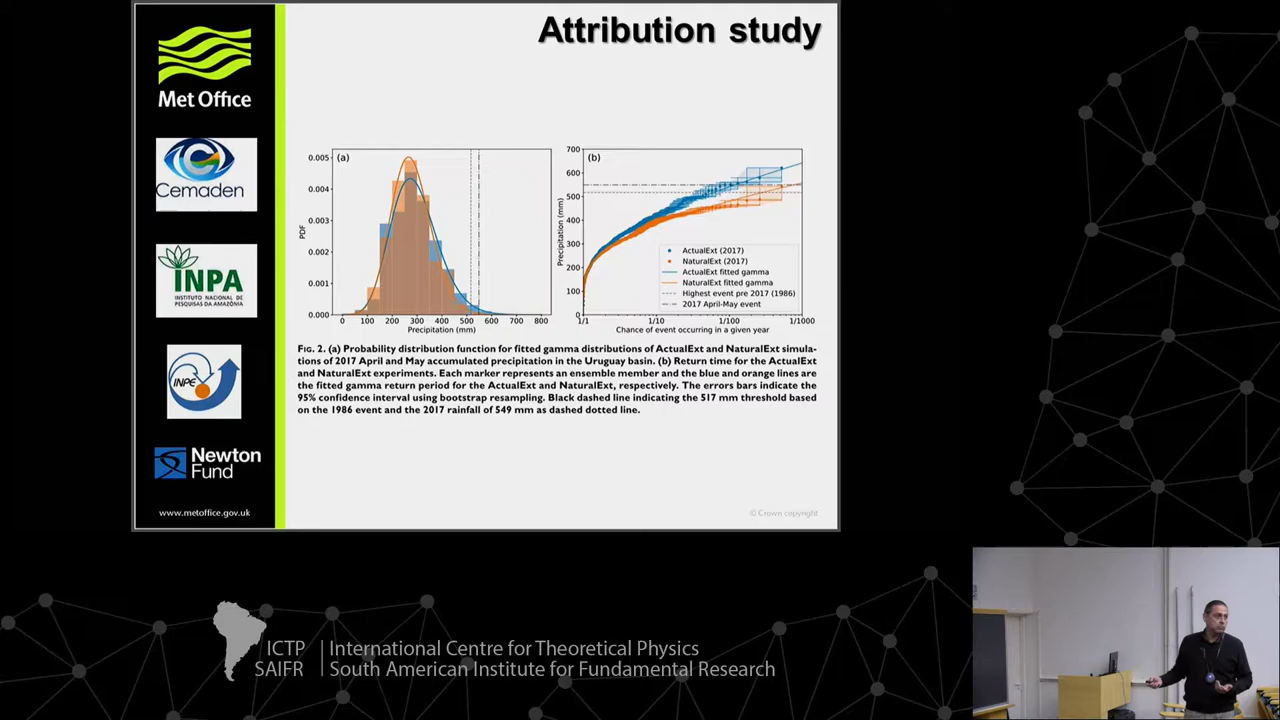 Attribution study
Met Office
Cemaden
INPA
INSTITUTO NACIONAL DE
PESQUISAS DA AMAZÔNIA
INPE
Newton
Fund
www.metoffice.gov.uk
(a)
0.005
0.004
0.003
0.002
0.001
0.000
PDF
0 100 200 300 400 500 600 700 800
Precipitation (mm)
(b)
700
600
500
400
300
200
100
0
Precipitation (mm)
ActualExt (2017)
NaturalExt (2017)
ActualExt fitted gamma
NaturalExt fitted gamma
Highest event pre 2017 (1986)
2017 April-May event
1/1 1/10 1/100 1/1000
Chance of event occurring in a given year
FIG. 2. (a) Probability distribution function for fitted gamma distributions of ActualExt and NaturalExt simula-
tions of 2017 April and May accumulated precipitation in the Uruguay basin. (b) Return time for the ActualExt
and NaturalExt experiments. Each marker represents an ensemble member and the blue and orange lines are
the fitted gamma return period for the ActualExt and NaturalExt, respectively. The errors bars indicate the
95% confidence interval using bootstrap resampling. Black dashed line indicating the 517 mm threshold based
on the 1986 event and the 2017 rainfall of 549 mm as dashed dotted line.
© Crown copyright
ICTP
SAIFR
International Centre for Theoretical Physics
South American Institute for Fundamental Research